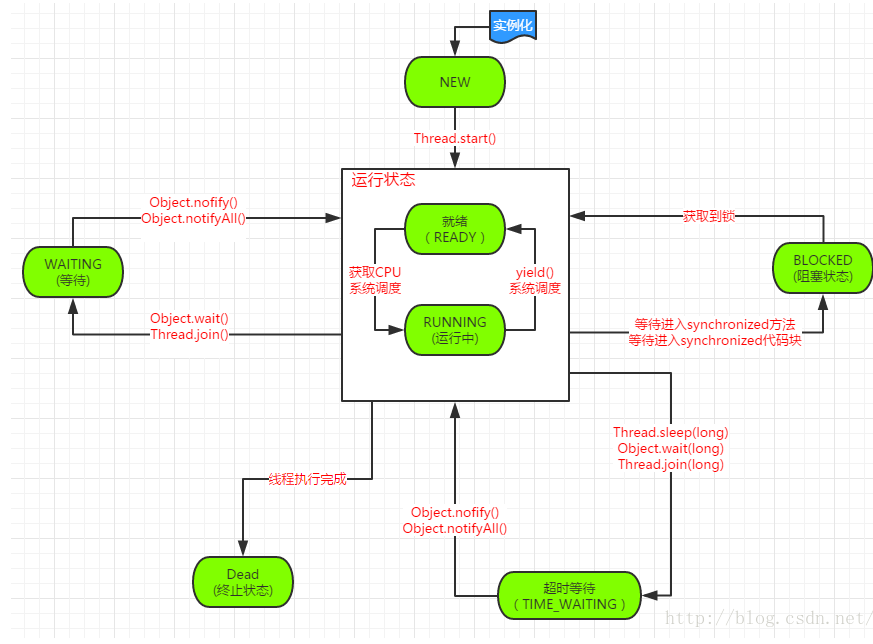 实例化
NEW
Thread.start()
运行状态
Object.nofify()
Object.notifyAll()
就绪
（READY）
获取到锁
WAITING
(等待)
获取CPU
系统调度
yield()
系统调度
BLOCKED
(阻塞状态)
Object.wait()
Thread.join()
RUNNING
(运行中)
等待进入synchronized方法
等待进入synchronized代码块
Thread.sleep(long)
Object.wait(long)
Thread.join(long)
线程执行完成
Object.nofify()
Object.notifyAll()
Dead
(终止状态)
超时等待
（TIME_WAITING）
http://blog.csdn.net/